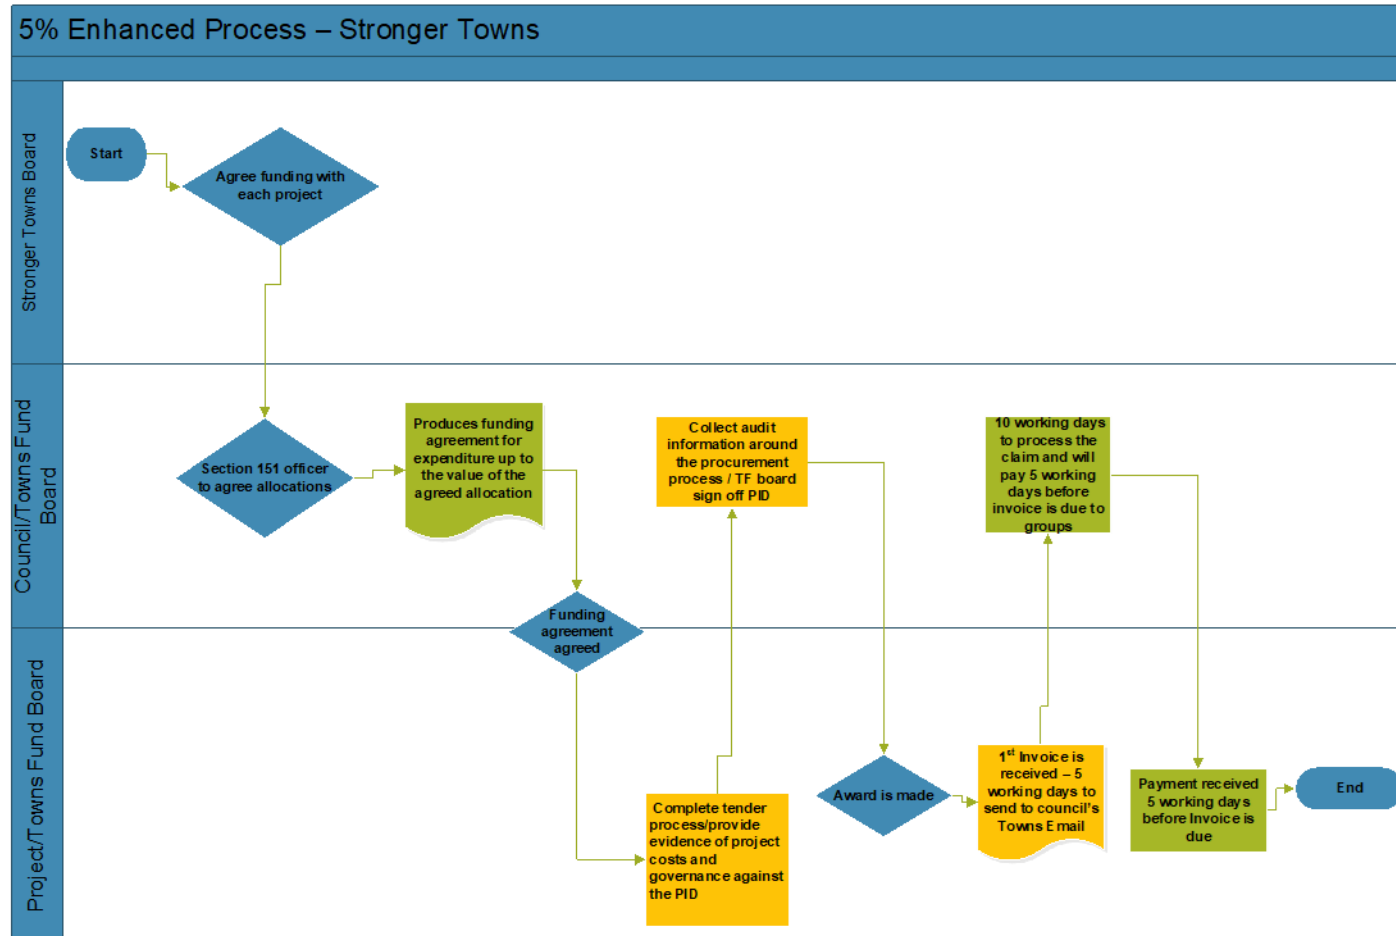 5% Enhanced Process – Stronger Towns
Stronger Towns Board
Start
Agree funding with
each project
Council/Towns Fund
Board
Section 151 officer
to agree allocations
Produces funding
agreement for
expenditure up to
the value of the
agreed allocation
Funding
agreement
agreed
Collect audit
information around
the procurement
process / TF board
sign off PID
10 working days
to process the
claim and will
pay 5 working
days before
invoice is due to
groups
Project/Towns Fund Board
Complete tender
process/provide
evidence of project
costs and
governance against
the PID
Award is made
1st Invoice is
received – 5
working days to
send to council's
Towns Email
Payment received
5 working days
before Invoice is
due
End